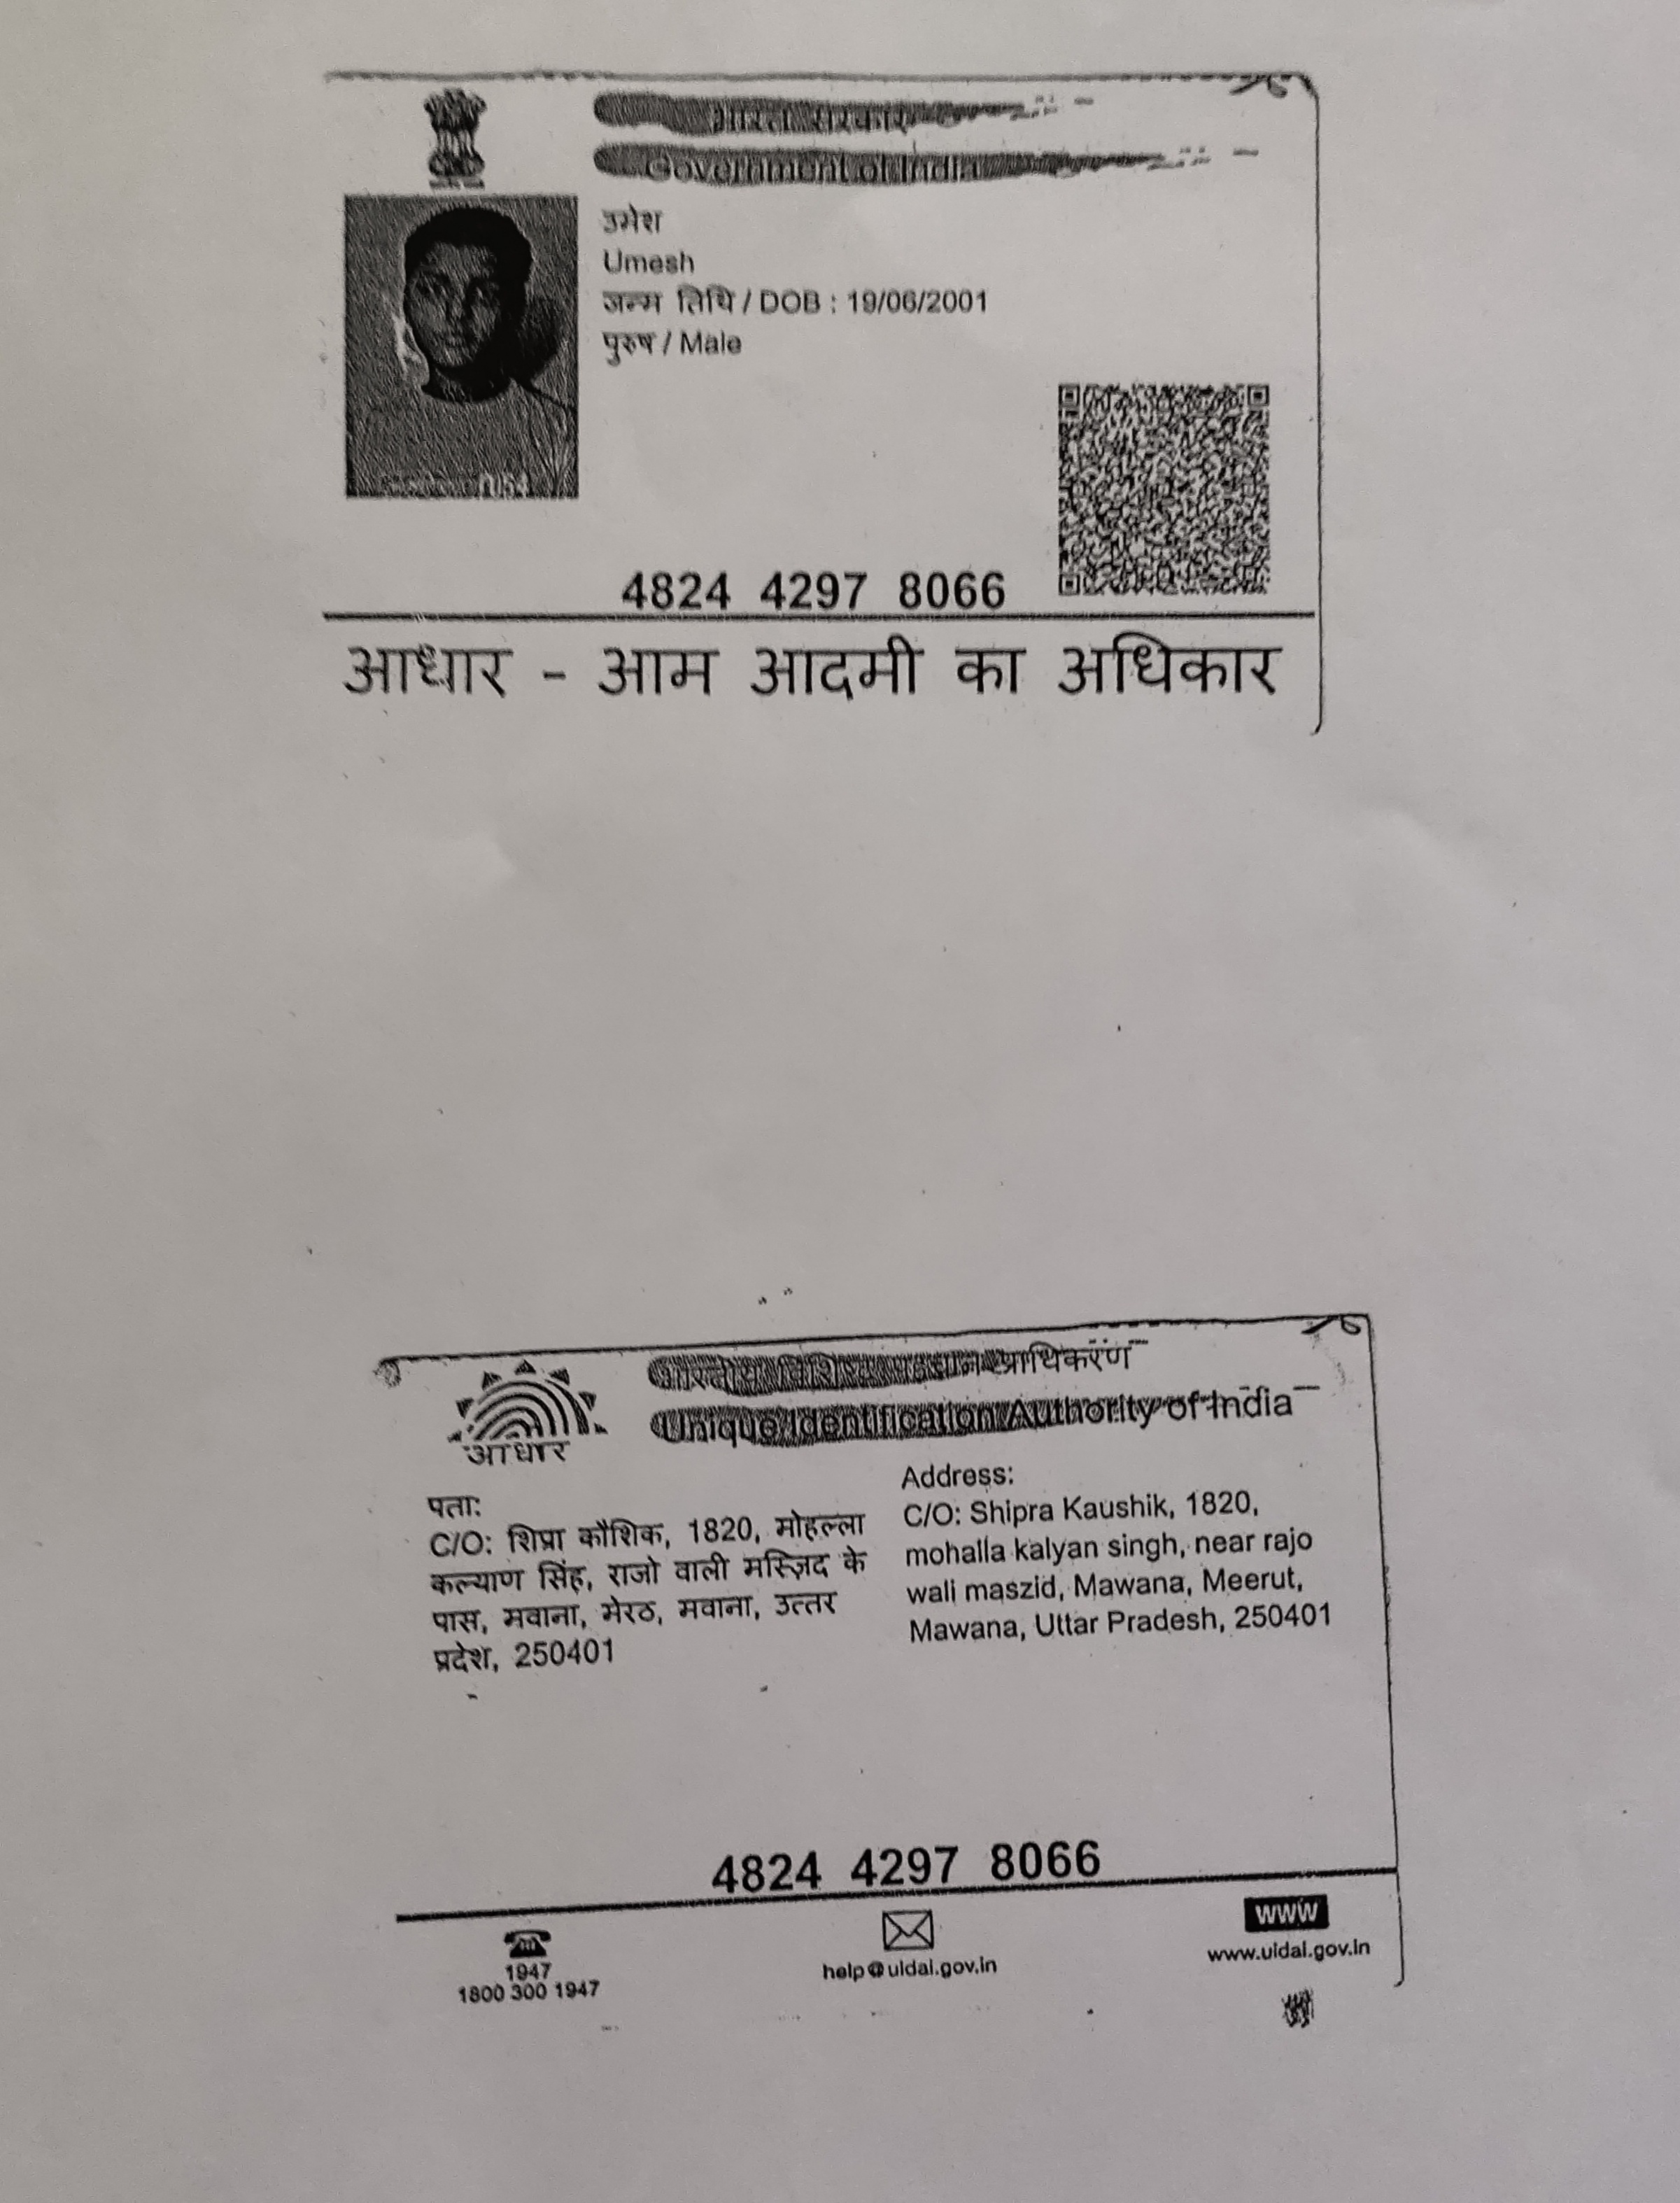 भारत सरकार
Government of India
उमेश
Umesh
जन्म तिथि / DOB : 19/06/2001
पुरुष / Male
4824 4297 8066
आधार - आम आदमी का अधिकार
प्राधिकरण
Unique Identification Authority of India
आधार
पता:
C/O: शिप्रा कौशिक, 1820, मोहल्ला
कल्याण सिंह, राजो वाली मस्ज़िद के
पास, मवाना, मेरठ, मवाना, उत्तर
प्रदेश, 250401
Address:
C/O: Shipra Kaushik, 1820,
mohalla kalyan singh, near rajo
wali maszid, Mawana, Meerut,
Mawana, Uttar Pradesh, 250401
4824 4297 8066
1947
1800 300 1947
help@uidai.gov.in
www
www.uidai.gov.in